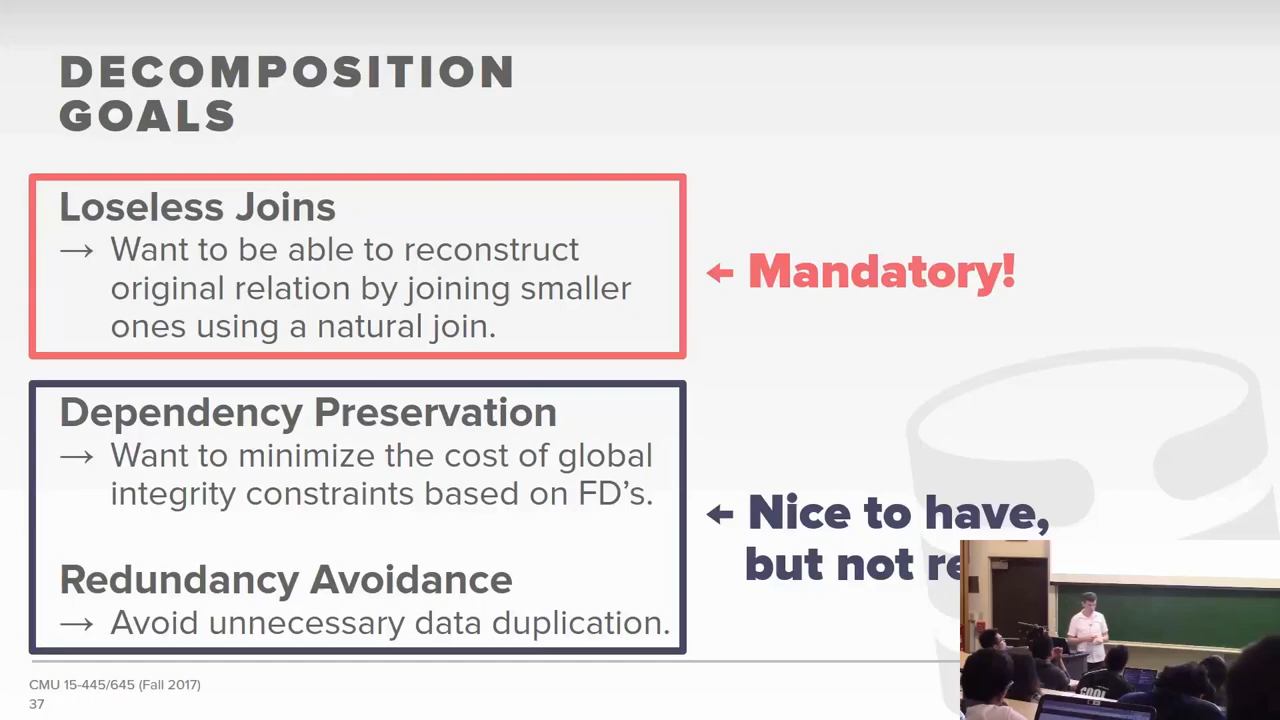 DECOMPOSITION
GOALS
Loseless Joins
→ Want to be able to reconstruct
original relation by joining smaller
ones using a natural join.
← Mandatory!
Dependency Preservation
→ Want to minimize the cost of global
integrity constraints based on FD's.
Redundancy Avoidance
→ Avoid unnecessary data duplication.
← Nice to have,
but not
CMU 15-445/645 (Fall 2017)
37